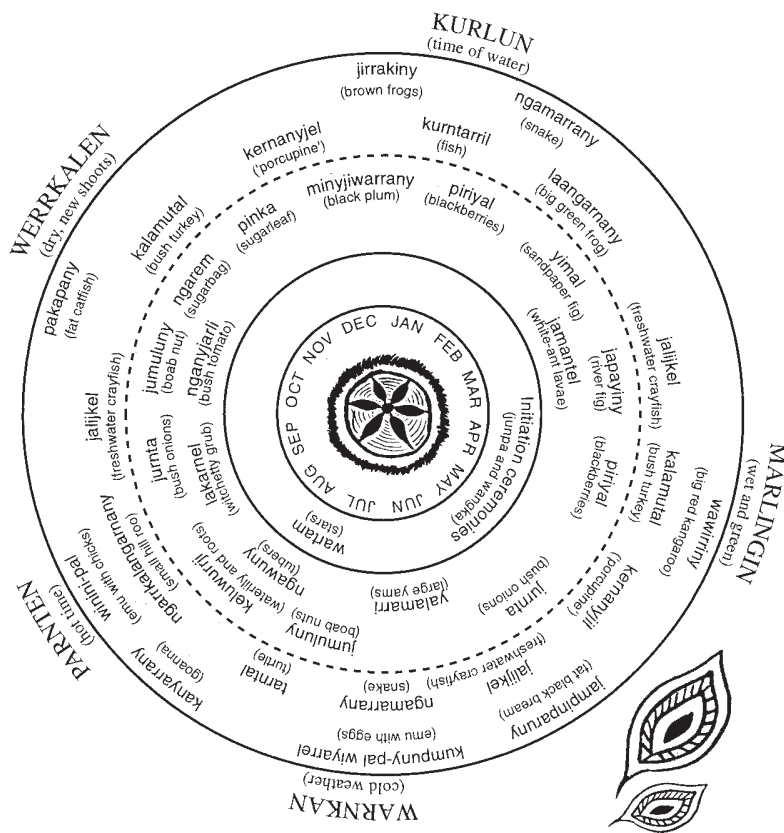 KURLUN
(time of water)
jirrakiny
(brown frogs)
ngamarrany
(snake)
kernanyjel
('porcupine')
kurntarril
(fish)
laangarnany
(big green frog)
minyjiwarrany
(black plum)
piriyal
(blackberries)
pinka
(sugarleaf)
yimal
(sandpaper fig)
WERRKALEN
(dry, new shoots)
kalamutal
(bush turkey)
ngarem
(sugarbag)
pakapany
(fat catfish)
jumuluny
(boab nut)
nganyjarli
(bush tomato)
jamantel
(white-ant lavae)
japayiny
(river fig)
jalijkel
(freshwater crayfish)
JAN
FEB
MAR
APR
MAY
JUN
JUL
AUG
SEP
OCT
NOV
DEC
Initiation ceremonies
(junpa and wangka)
wartam
(stars)
MARLINGIN
(wet and green)
wawirriny
(big red kangaroo)
kalamutal
(bush turkey)
piriyal
(blackberries)
kernanyjil
(porcupine)
jurnta
(bush onions)
jampinparuny
(fat black bream)
jalijkel
(freshwater crayfish)
yalamarri
(large yams)
WARNKAN
(cold weather)
kumpuny-pal wiyarrel
(emu with eggs)
ngamarrany
(snake)
tarntal
(turtle)
jumuluny
(boab nuts)
ngawuny
(tubers)
keluwurrji
(waterlily and roots)
kanyarrany
(goanna)
PARNTEN
(hot time)
winini-pal
(emu with chicks)
ngarrkalangarnany
(small hill roo)
lakarnel
(witchetty grub)
jurnta
(bush onions)
jalijkel
(freshwater crayfish)